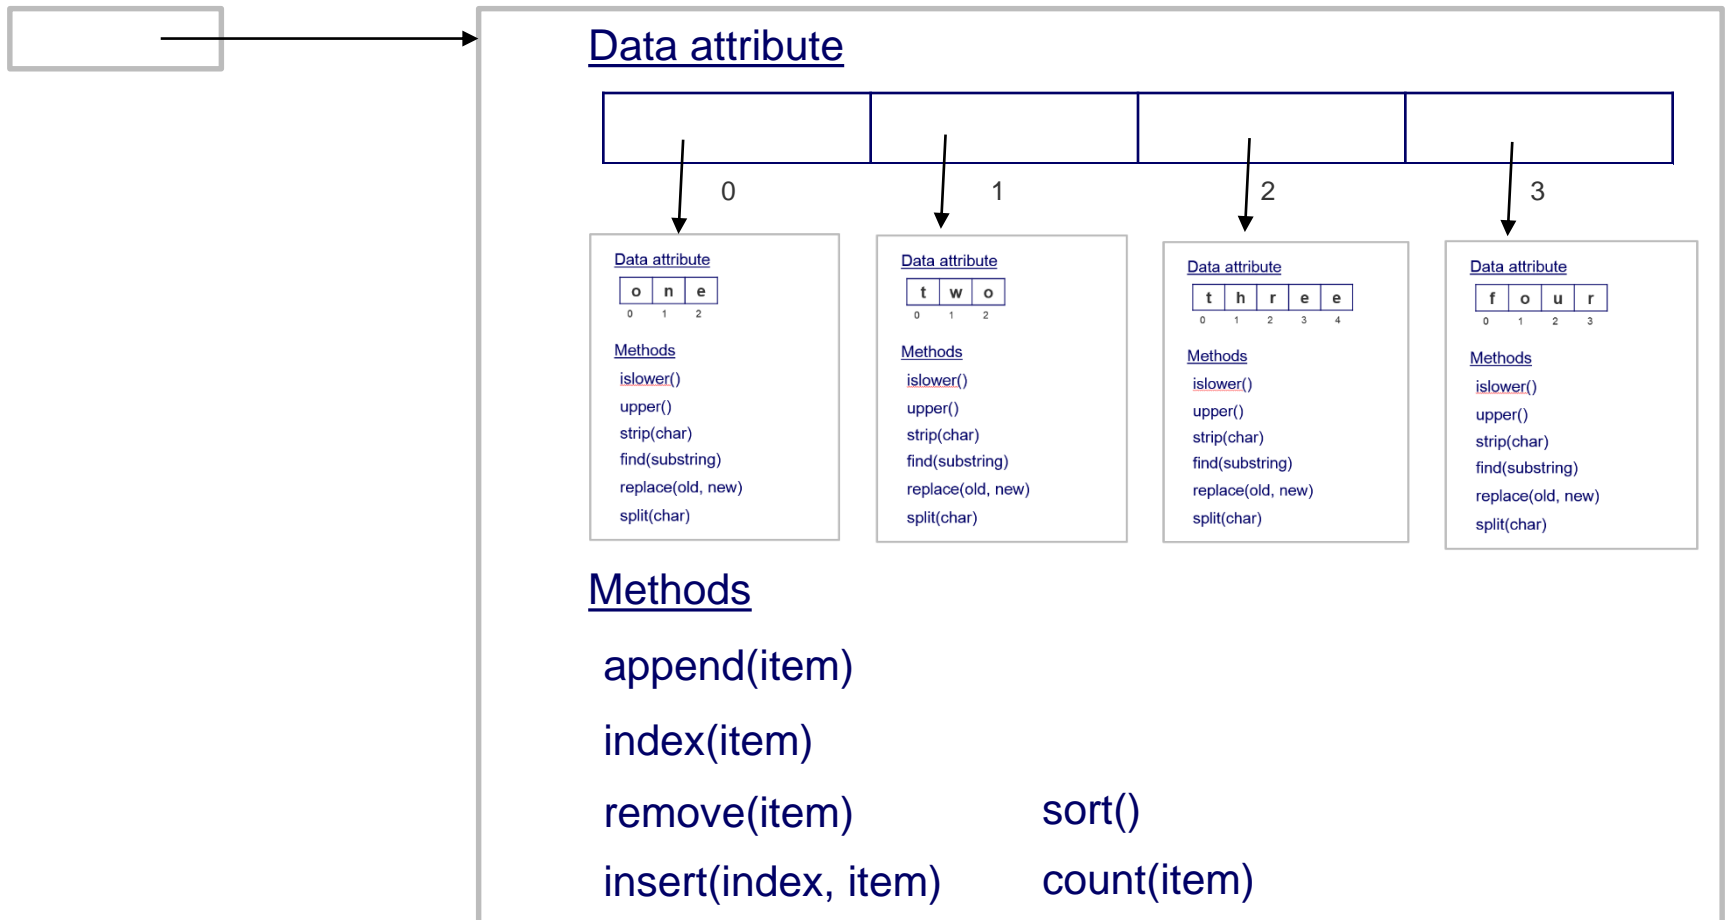 Data attribute
0 1 2 3
Data attribute
o n e
0 1 2
Methods
islower()
upper()
strip(char)
find(substring)
replace(old, new)
split(char)
Data attribute
t w o
0 1 2
Methods
islower()
upper()
strip(char)
find(substring)
replace(old, new)
split(char)
Data attribute
t h r e e
0 1 2 3 4
Methods
islower()
upper()
strip(char)
find(substring)
replace(old, new)
split(char)
Data attribute
f o u r
0 1 2 3
Methods
islower()
upper()
strip(char)
find(substring)
replace(old, new)
split(char)
Methods
append(item)
index(item)
remove(item) sort()
insert(index, item) count(item)